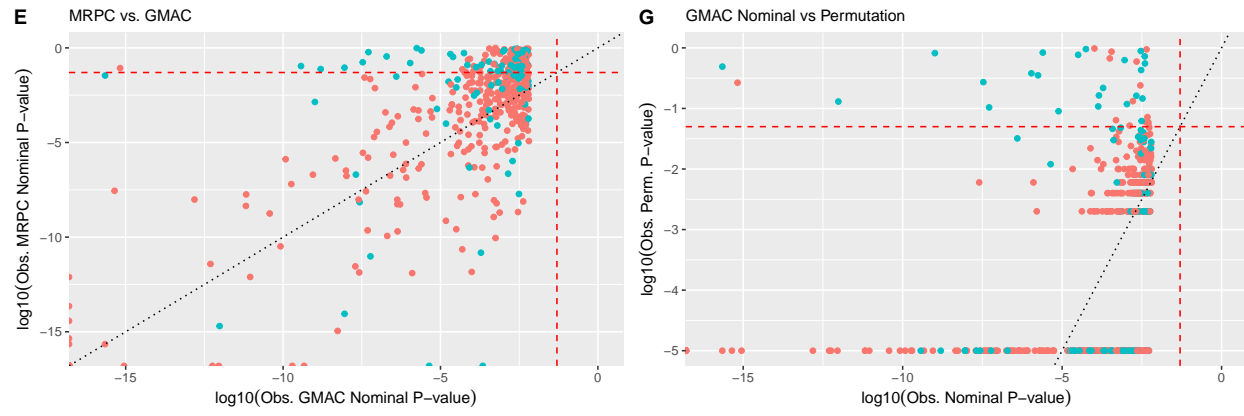 E
MRPC vs. GMAC
log10(Obs. MRPC Nominal P−value)
0
−5
−10
−15
−15
−10
−5
0
log10(Obs. GMAC Nominal P−value)
G
GMAC Nominal vs Permutation
log10(Obs. Perm. P−value)
0
−1
−2
−3
−4
−5
−15
−10
−5
0
log10(Obs. Nominal P−value)